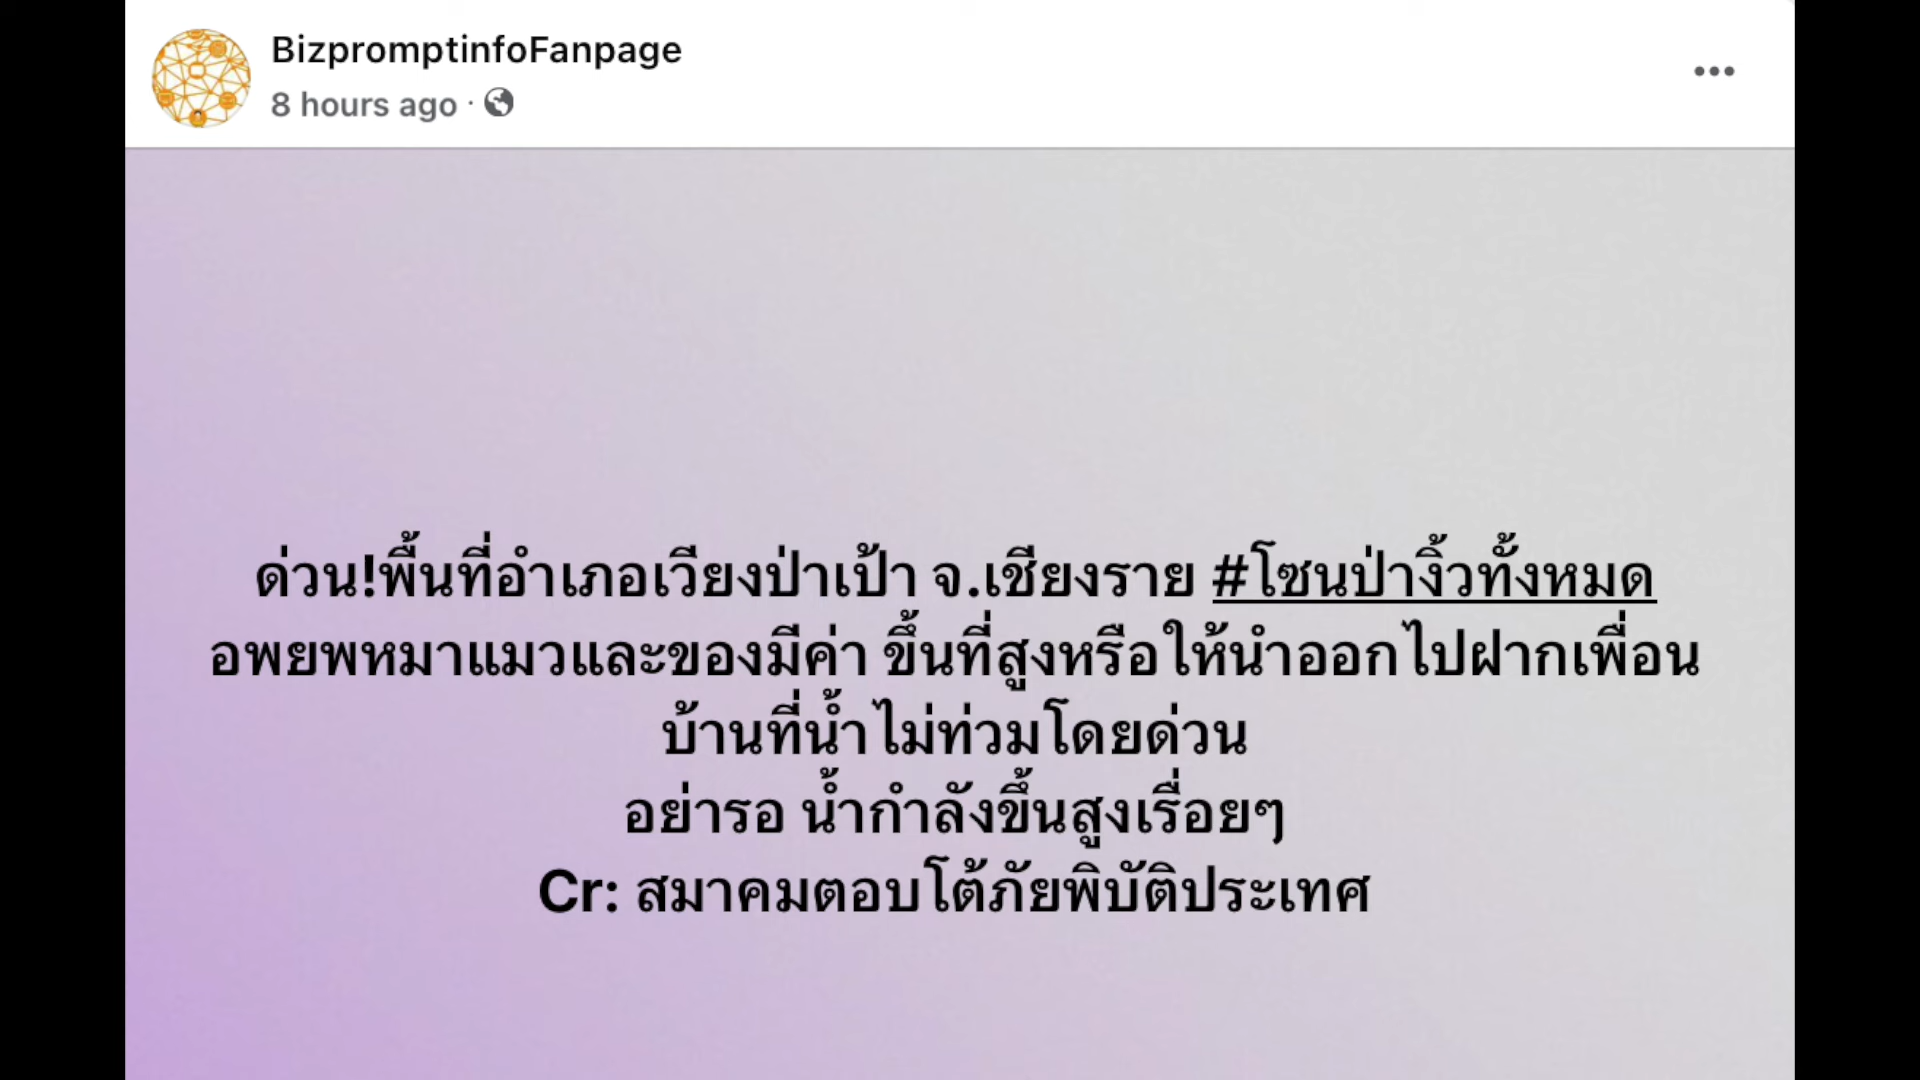 BizpromptinfoFanpage
8 hours ago ·
ด่วน!พื้นที่อำเภอเวียงป่าเป้า จ.เชียงราย #โซนป่างิ้วทั้งหมด
อพยพหมาแมวและของมีค่า ขึ้นที่สูงหรือให้นำออกไปฝากเพื่อน
บ้านที่น้ำไม่ท่วมโดยด่วน
อย่ารอ น้ำกำลังขึ้นสูงเรื่อยๆ
Cr: สมาคมตอบโต้ภัยพิบัติประเทศ